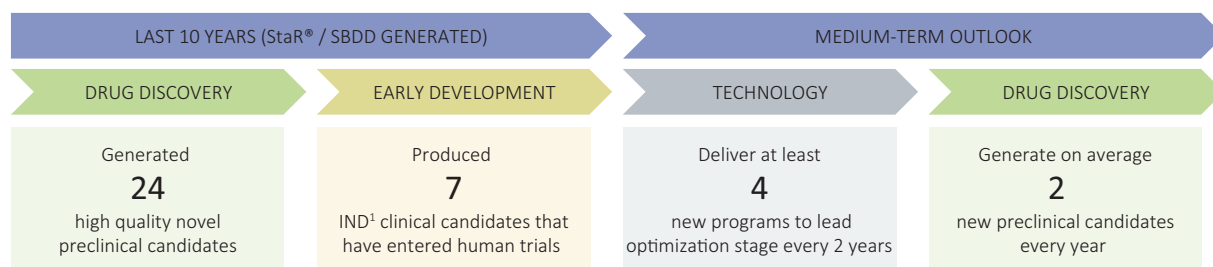 LAST 10 YEARS (StaR® / SBDD GENERATED)
MEDIUM-TERM OUTLOOK
DRUG DISCOVERY
EARLY DEVELOPMENT
TECHNOLOGY
DRUG DISCOVERY
Generated
24
high quality novel
preclinical candidates
Produced
7
IND¹ clinical candidates that
have entered human trials
Deliver at least
4
new programs to lead
optimization stage every 2 years
Generate on average
2
new preclinical candidates
every year